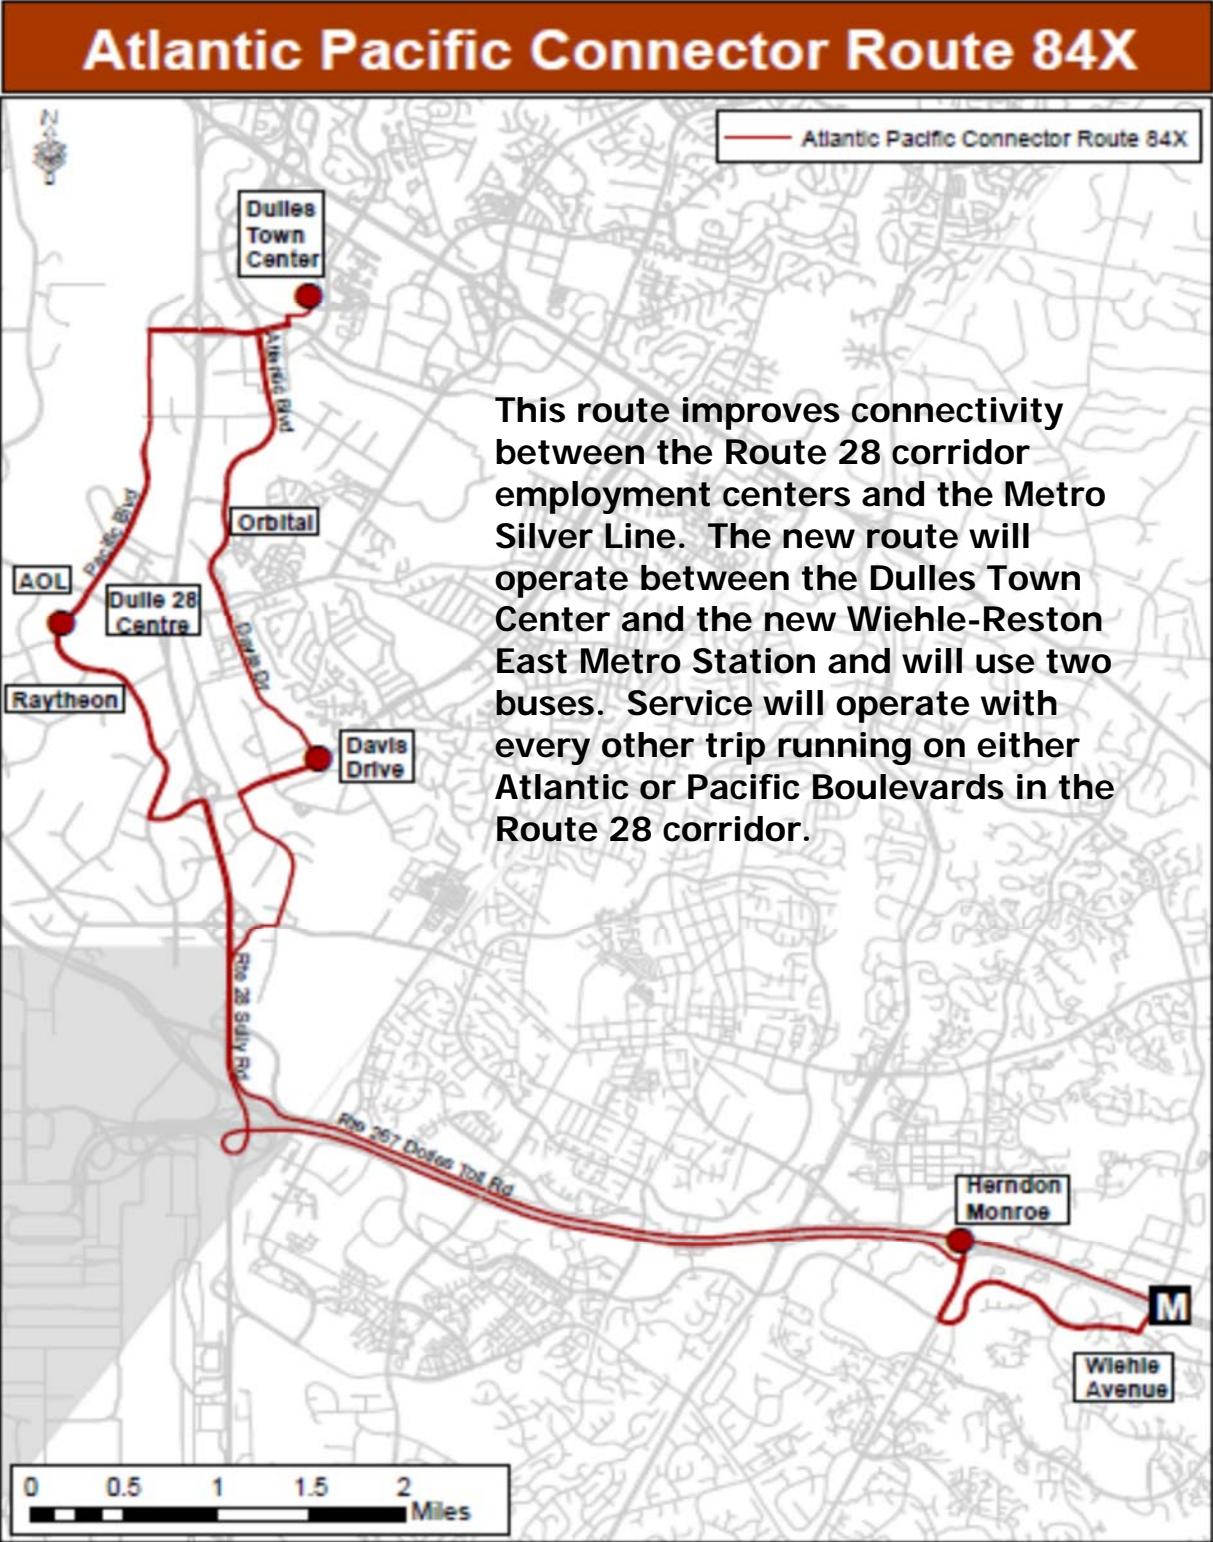 Atlantic Pacific Connector Route 84X
N
Atlantic Pacific Connector Route 84X
Dulles
Town
Center
Atlantic Blvd
This route improves connectivity
between the Route 28 corridor
employment centers and the Metro
Silver Line. The new route will
operate between the Dulles Town
Center and the new Wiehle-Reston
East Metro Station and will use two
buses. Service will operate with
every other trip running on either
Atlantic or Pacific Boulevards in the
Route 28 corridor.
Pacific Blvd
Orbital
AOL
Dulle 28
Centre
Davis Dr
Raytheon
Davis
Drive
Rte 28 Sully Rd
Rte 267 Dulles Toll Rd
Herndon
Monroe
M
Wiehle
Avenue
0 0.5 1 1.5 2
Miles